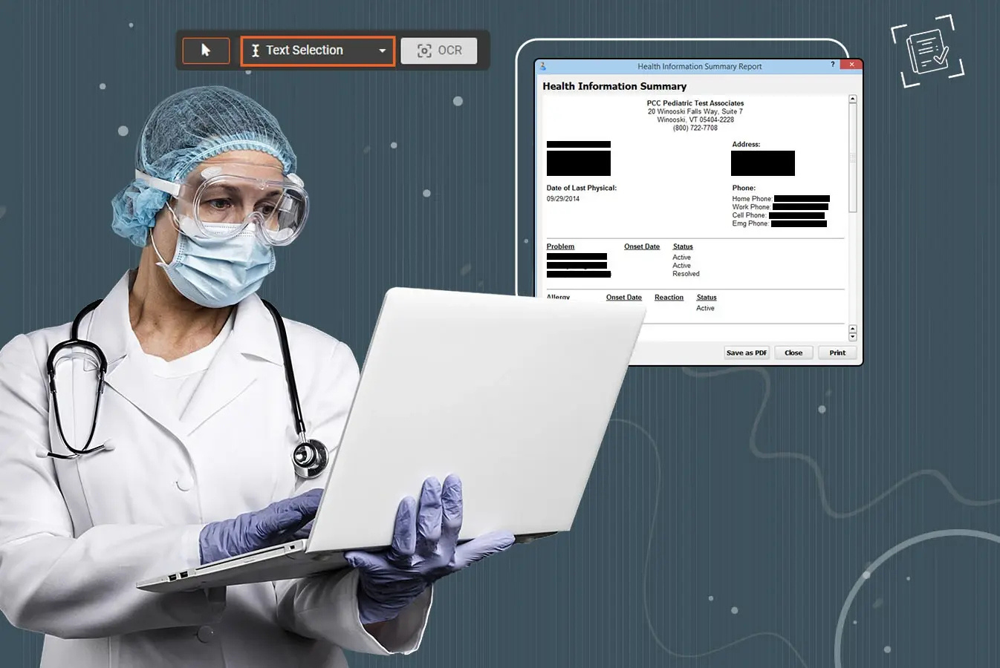 Text Selection
OCR
Health Information Summary Report
?
Health Information Summary
PCC Pediatric Test Associates
20 Winooski Falls Way, Suite 7
Winooski, VT 05404-2228
(800) 722-7708
Address:
Date of Last Physical:
09/29/2014
Phone:
Home Phone:
Work Phone:
Cell Phone:
Emg Phone:
Problem Onset Date Status
Active
Active
Resolved
Allergy Onset Date Reaction Status
Active
Save as PDF Close Print